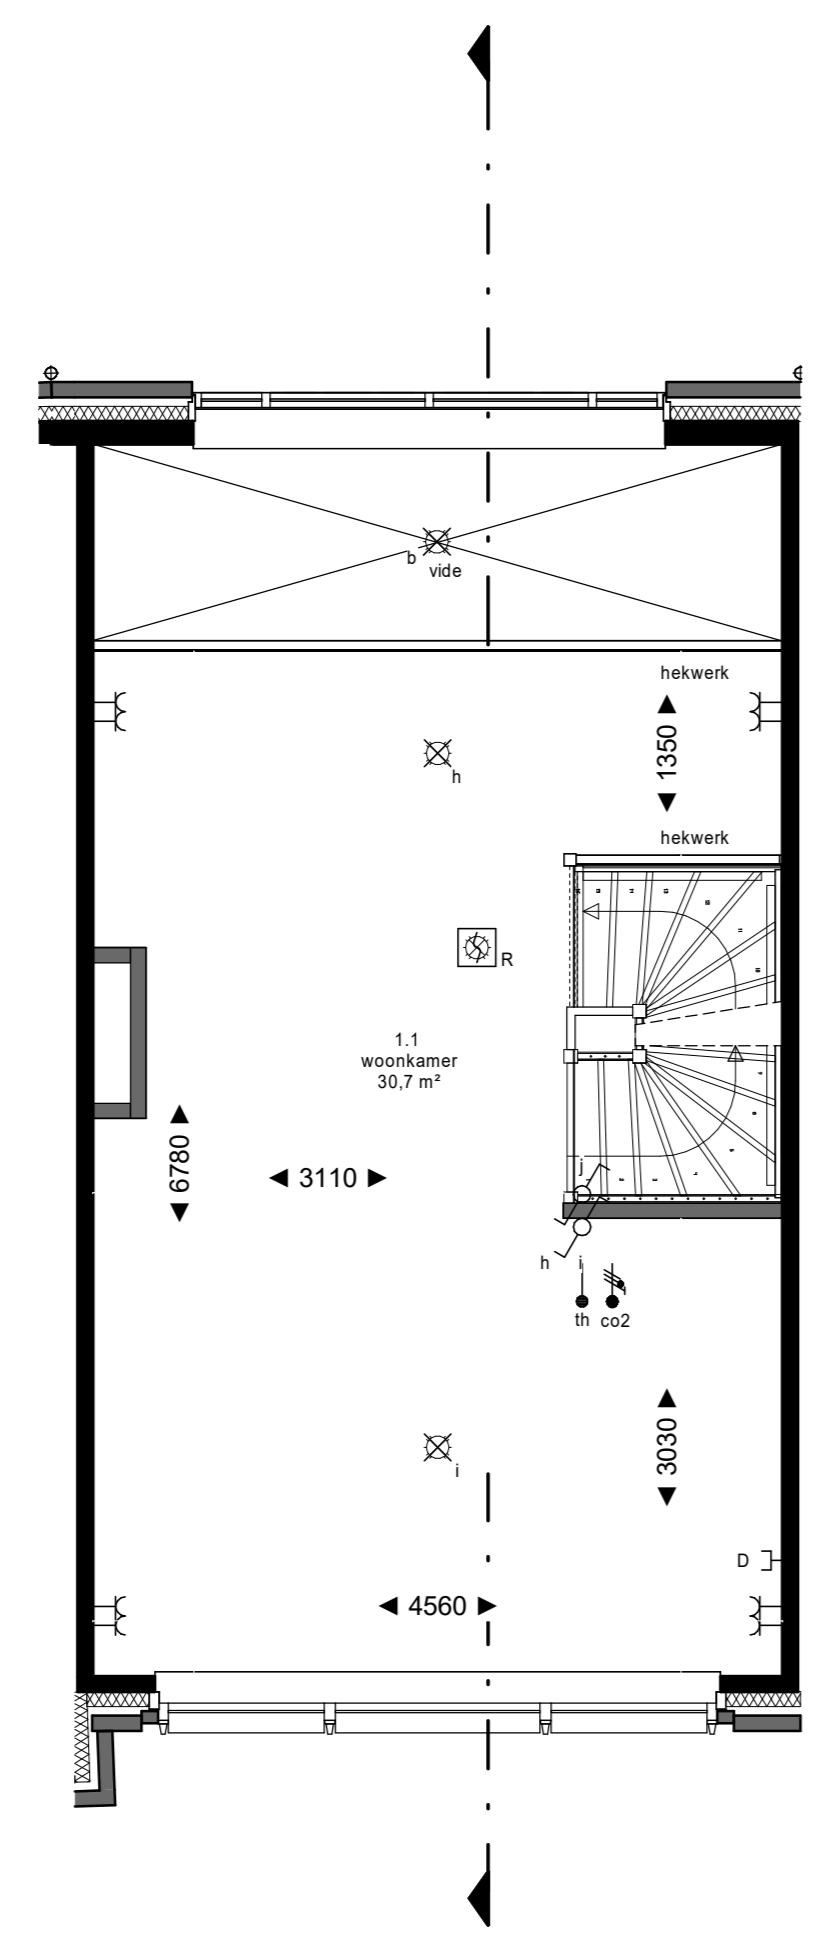 b
vide
hekwerk
1350
h
hekwerk
R
1.1
woonkamer
30,7 m²
6780
3110
j
h i
th co2
3030
i
D
4560